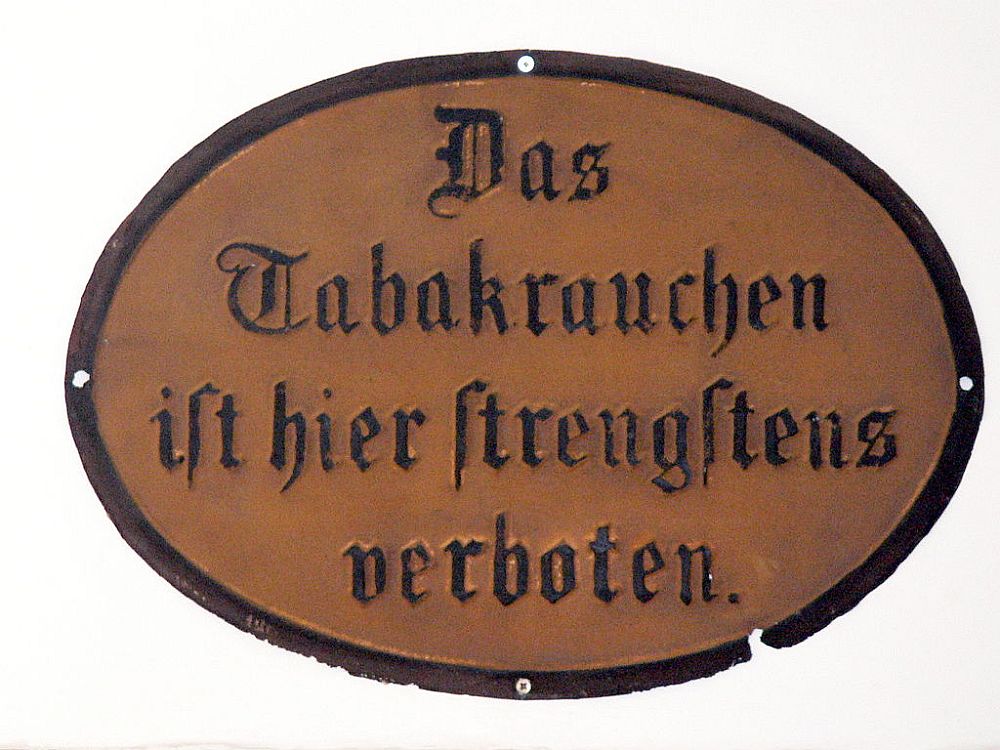 Das
Tabakrauchen
iſt hier ſtrengſtens
verboten.